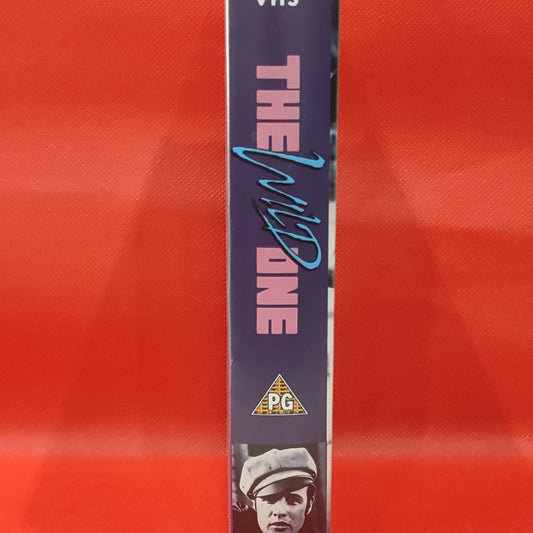 VHS
THE WILD ONE
PG